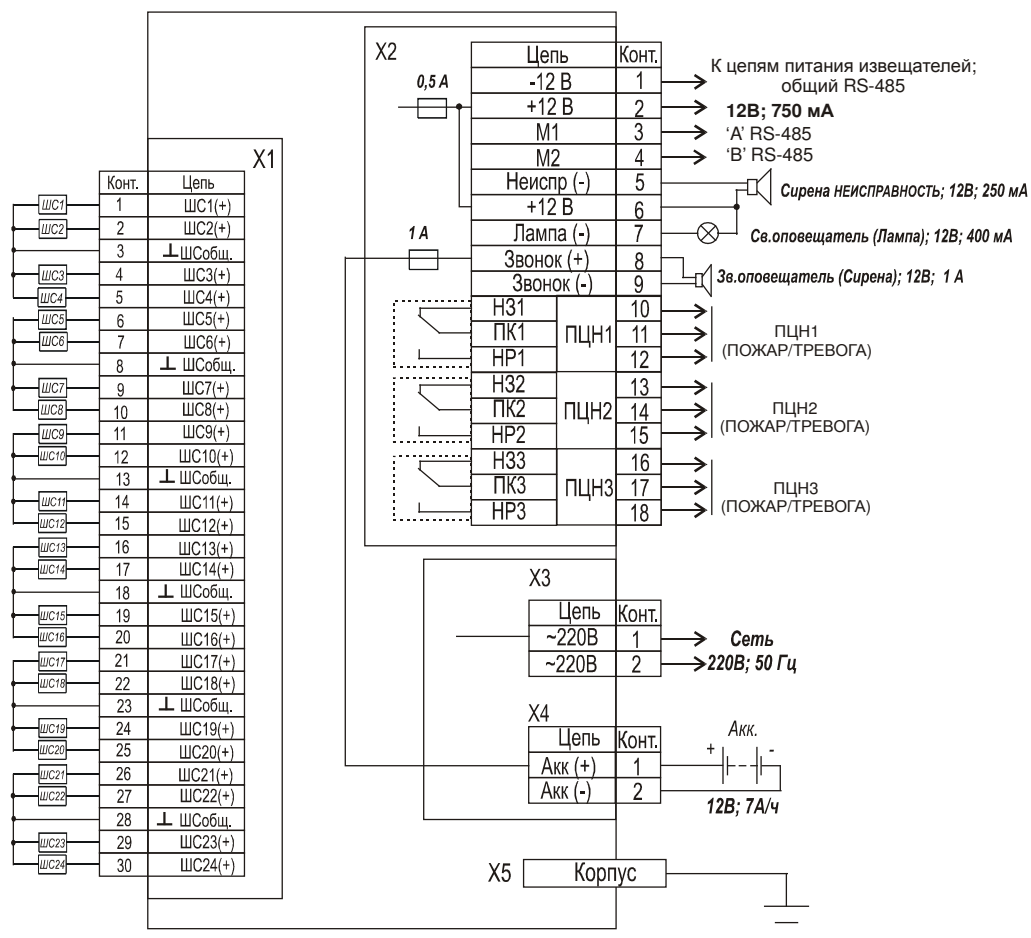 X1
Конт. Цепь
ШС1 1 ШС1(+)
ШС2 2 ШС2(+)
3 ⊥ШСобщ.
ШС3 4 ШС3(+)
ШС4 5 ШС4(+)
ШС5 6 ШС5(+)
ШС6 7 ШС6(+)
8 ⊥ ШСобщ.
ШС7 9 ШС7(+)
ШС8 10 ШС8(+)
ШС9 11 ШС9(+)
ШС10 12 ШС10(+)
13 ⊥ ШСобщ.
ШС11 14 ШС11(+)
ШС12 15 ШС12(+)
ШС13 16 ШС13(+)
ШС14 17 ШС14(+)
18 ⊥ ШСобщ.
ШС15 19 ШС15(+)
ШС16 20 ШС16(+)
ШС17 21 ШС17(+)
ШС18 22 ШС18(+)
23 ⊥ ШСобщ.
ШС19 24 ШС19(+)
ШС20 25 ШС20(+)
ШС21 26 ШС21(+)
ШС22 27 ШС22(+)
28 ⊥ ШСобщ.
ШС23 29 ШС23(+)
ШС24 30 ШС24(+)
X2
Цепь Конт.
0,5 А
-12 В 1
К цепям питания извещателей;
общий RS-485
+12 В 2 12В; 750 мА
М1 3 'А' RS-485
М2 4 'В' RS-485
Неиспр (-) 5 Сирена НЕИСПРАВНОСТЬ; 12В; 250 мА
+12 В 6
Лампа (-) 7 Св.оповещатель (Лампа); 12В; 400 мА
1 А
Звонок (+) 8
Звонок (-) 9
Зв.оповещатель (Сирена); 12В; 1 А
НЗ1 10
ПК1 ПЦН1 11
НР1 12
ПЦН1
(ПОЖАР/ТРЕВОГА)
НЗ2 13
ПК2 ПЦН2 14
НР2 15
ПЦН2
(ПОЖАР/ТРЕВОГА)
НЗ3 16
ПК3 ПЦН3 17
НР3 18
ПЦН3
(ПОЖАР/ТРЕВОГА)
X3
Цепь Конт.
~220В 1 Сеть
~220В 2 220В; 50 Гц
X4
Цепь Конт.
Акк (+) 1
Акк (-) 2
Акк.
+ -
12В; 7А/ч
X5 Корпус